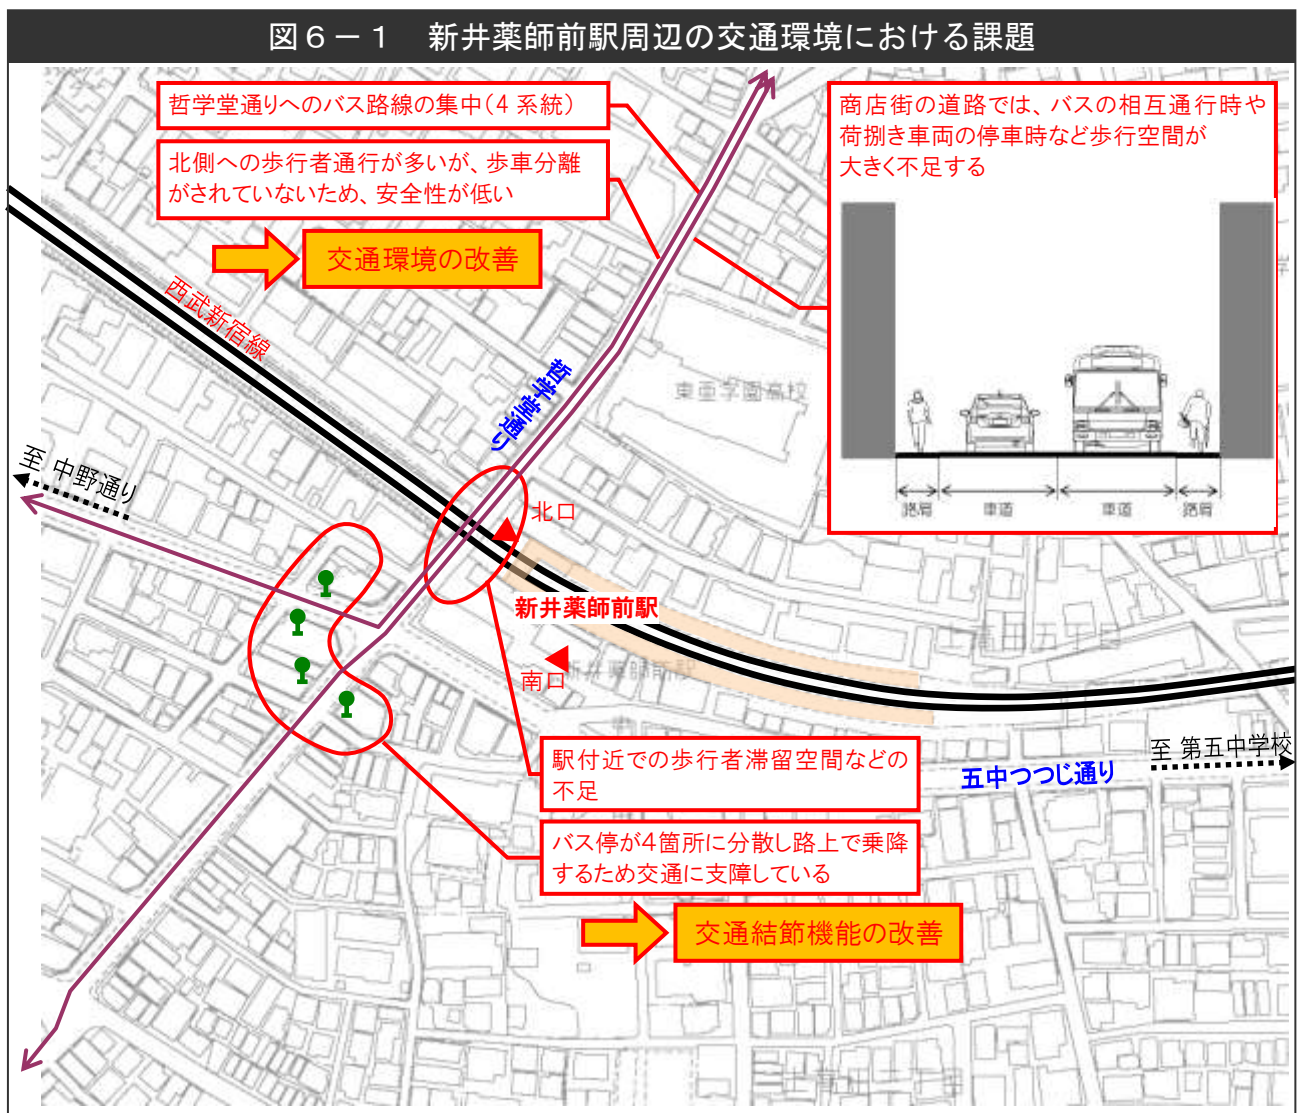 図6－1　新井薬師前駅周辺の交通環境における課題
哲学堂通りへのバス路線の集中（4 系統）
北側への歩行者通行が多いが、歩車分離
がされていないため、安全性が低い
交通環境の改善
商店街の道路では、バスの相互通行時や
荷捌き車両の停車時など歩行空間が
大きく不足する
路肩
車道
車道
路肩
西武新宿線
哲学堂通り
東亜学園高校
至 中野通り
北口
新井薬師前駅
南口
新井薬師前駅
駅付近での歩行者滞留空間などの
不足
五中つつじ通り
至 第五中学校
バス停が4箇所に分散し路上で乗降
するため交通に支障している
交通結節機能の改善